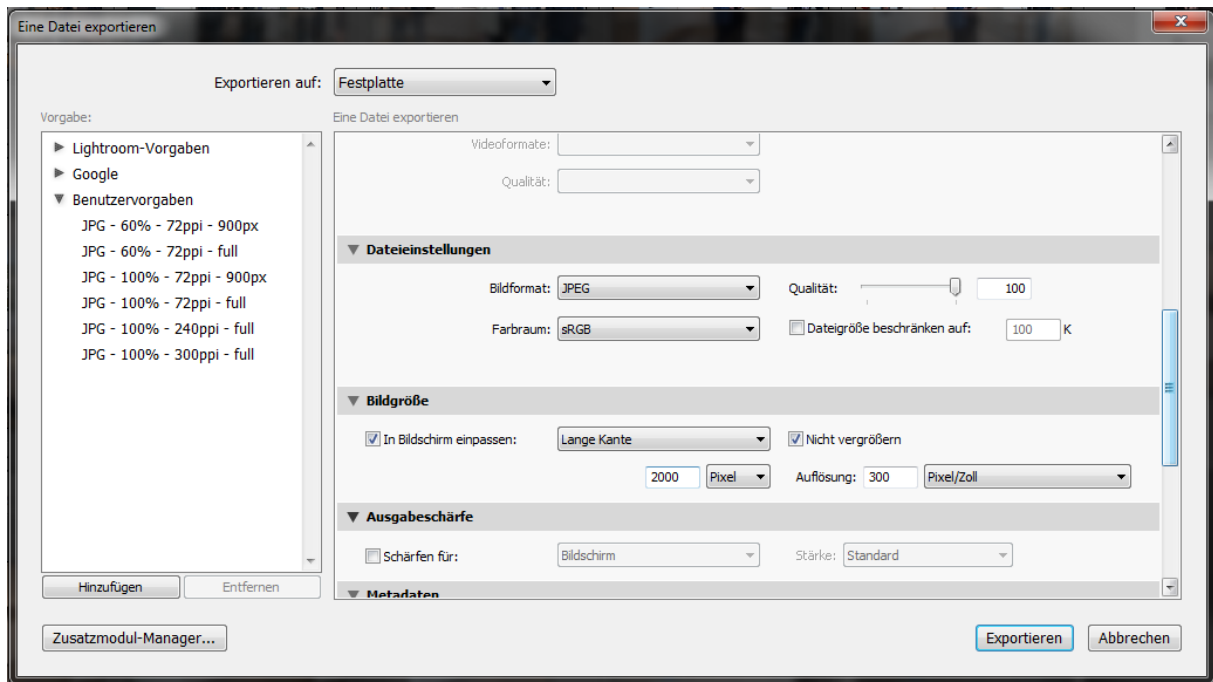 Eine Datei exportieren
Exportieren auf: Festplatte
Vorgabe:
Lightroom-Vorgaben
Google
Benutzervorgaben
JPG - 60% - 72ppi - 900px
JPG - 60% - 72ppi - full
JPG - 100% - 72ppi - 900px
JPG - 100% - 72ppi - full
JPG - 100% - 240ppi - full
JPG - 100% - 300ppi - full
Hinzufügen Entfernen
Eine Datei exportieren
Videoformate:
Qualität:
Dateieinstellungen
Bildformat: JPEG Qualität: 100
Farbraum: sRGB Dateigröße beschränken auf: 100 K
Bildgröße
In Bildschirm einpassen: Lange Kante Nicht vergrößern
2000 Pixel Auflösung: 300 Pixel/Zoll
Ausgabeschärfe
Schärfen für: Bildschirm Stärke: Standard
Metadaten
Zusatzmodul-Manager... Exportieren Abbrechen